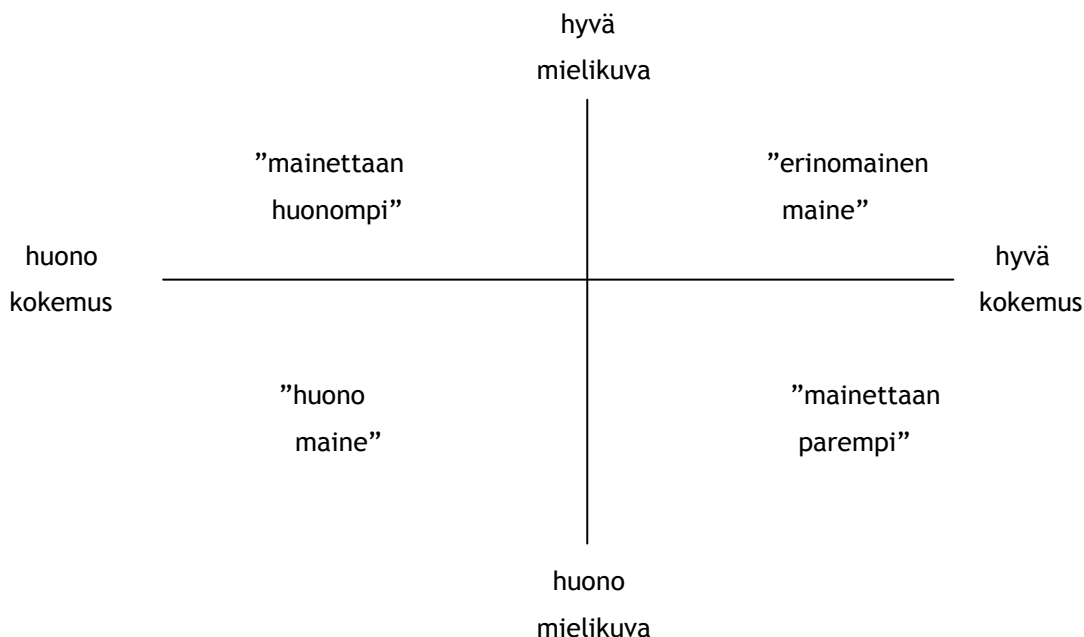 hyvä
mielikuva
”mainettaan
huonompi”
”erinomainen
maine”
huono
kokemus
hyvä
kokemus
”huono
maine”
”mainettaan
parempi”
huono
mielikuva